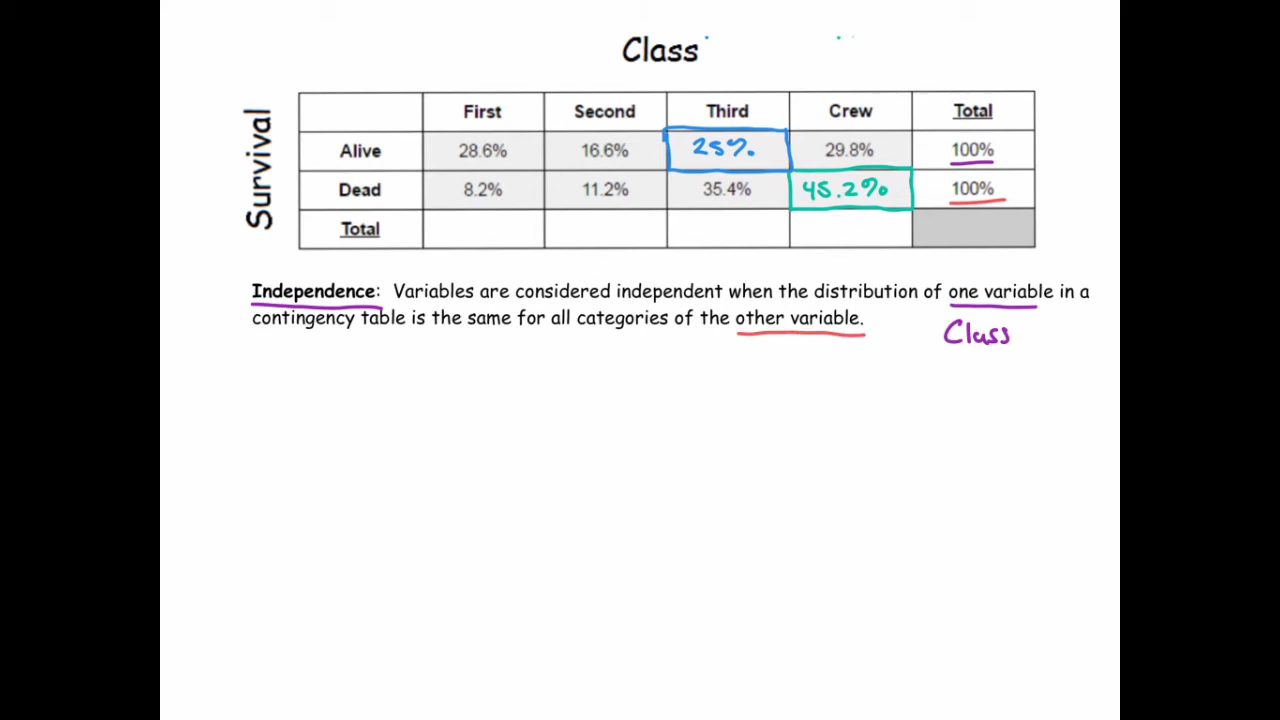 Class
Survival
First Second Third Crew Total
Alive 28.6% 16.6% 25% 29.8% 100%
Dead 8.2% 11.2% 35.4% 45.2% 100%
Total
Independence: Variables are considered independent when the distribution of one variable in a
contingency table is the same for all categories of the other variable.
Class